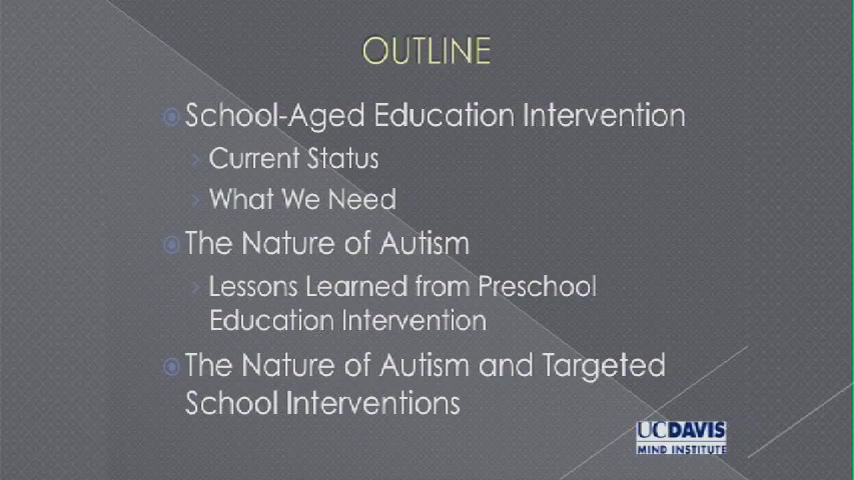 OUTLINE
School-Aged Education Intervention
Current Status
What We Need
The Nature of Autism
Lessons Learned from Preschool
Education Intervention
The Nature of Autism and Targeted
School Interventions
UCDAVIS
MIND INSTITUTE